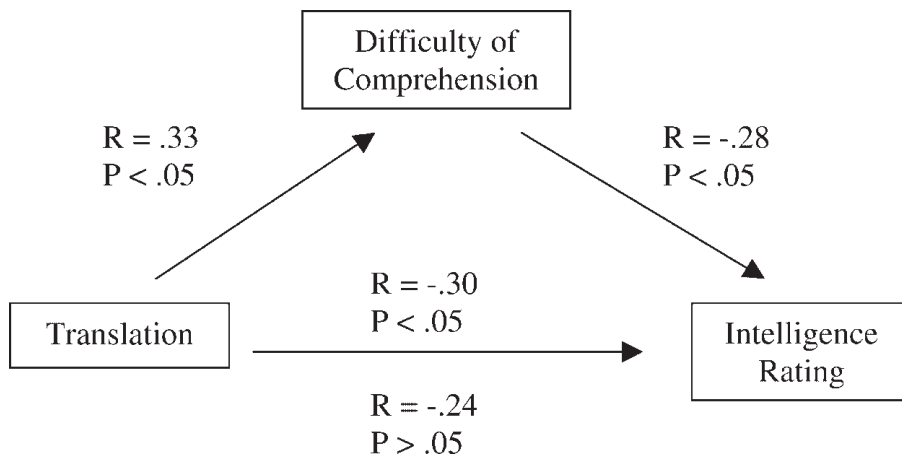 Difficulty of
Comprehension
R = .33
P < .05
R = -.28
P < .05
R = -.30
P < .05
Translation
Intelligence
Rating
R = -.24
P > .05